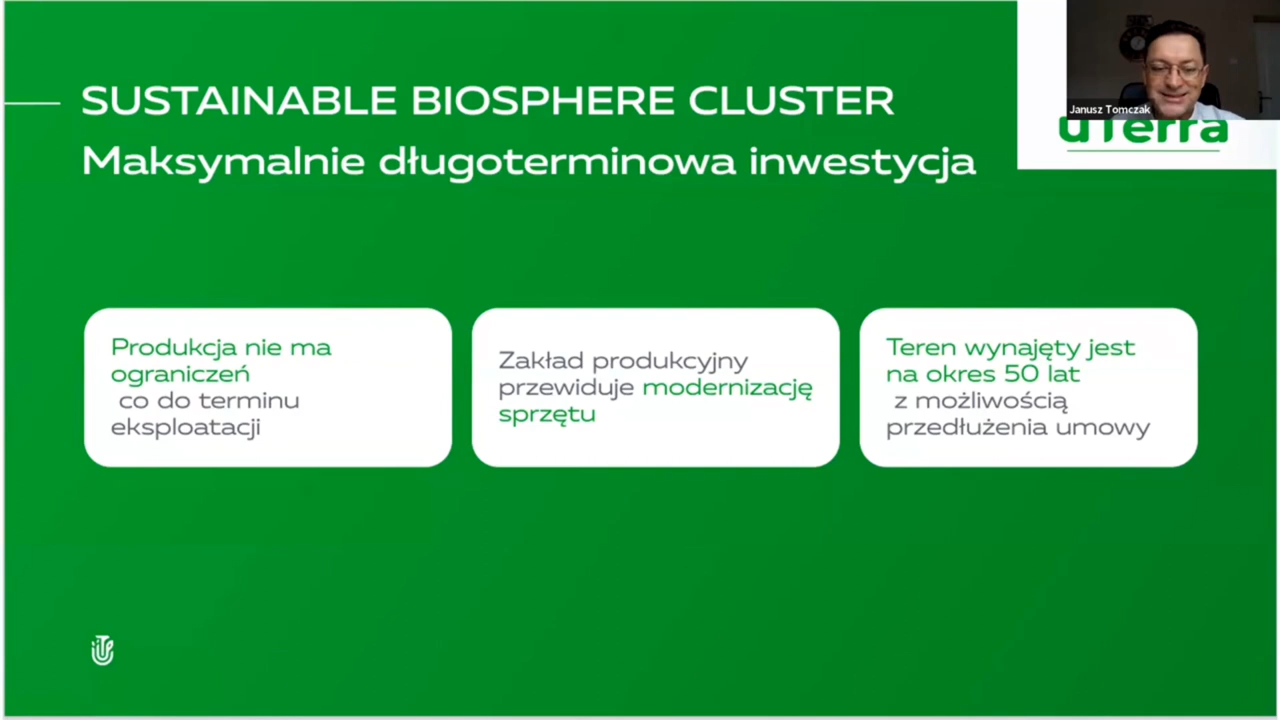 SUSTAINABLE BIOSPHERE CLUSTER
Maksymalnie długoterminowa inwestycja
Janusz Tomczak
uTerra
Produkcja nie ma
ograniczeń
co do terminu
eksploatacji
Zakład produkcyjny
przewiduje modernizację
sprzętu
Teren wynajęty jest
na okres 50 lat
z możliwością
przedłużenia umowy